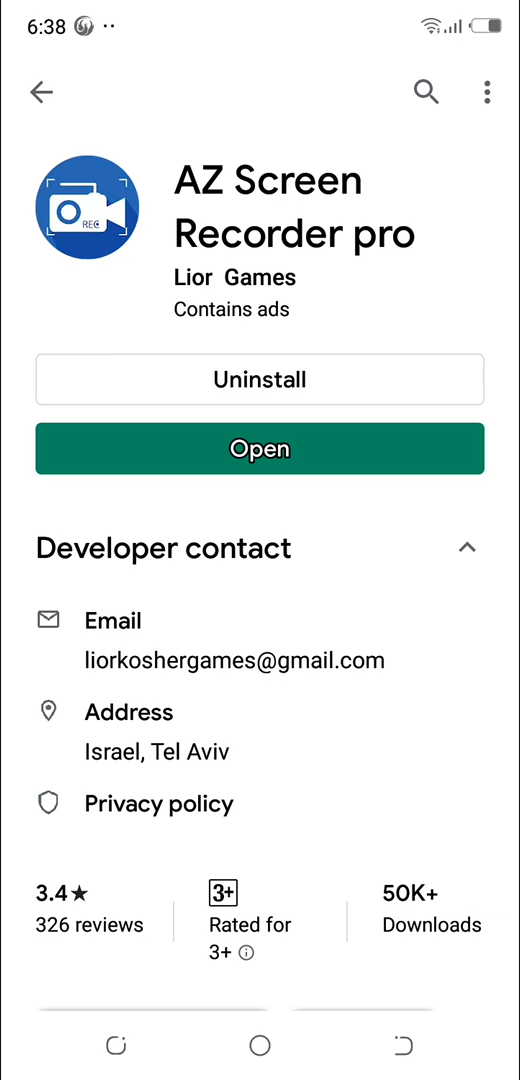 6:38
AZ Screen
Recorder pro
REC
Lior Games
Contains ads
Uninstall
Open
Developer contact
Email
liorkoshergames@gmail.com
Address
Israel, Tel Aviv
Privacy policy
3.4★
326 reviews
3+
Rated for
3+
50K+
Downloads